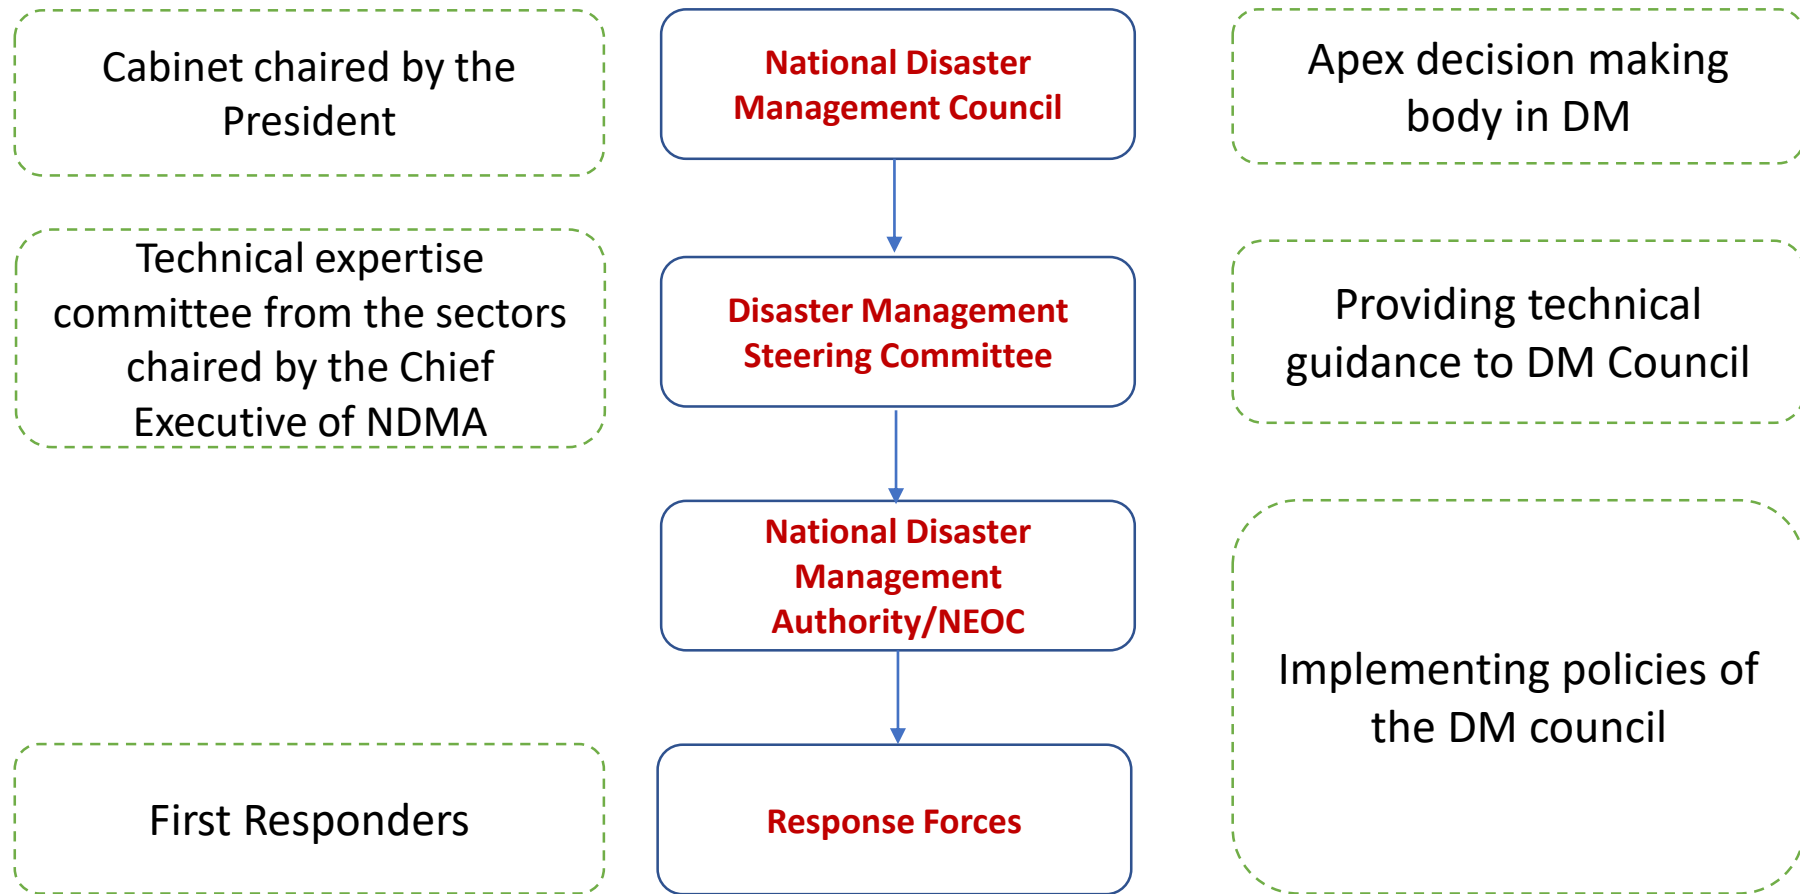 Cabinet chaired by the
President
National Disaster
Management Council
Apex decision making
body in DM
Technical expertise
committee from the sectors
chaired by the Chief
Executive of NDMA
Disaster Management
Steering Committee
Providing technical
guidance to DM Council
National Disaster
Management
Authority/NEOC
Implementing policies of
the DM council
First Responders
Response Forces